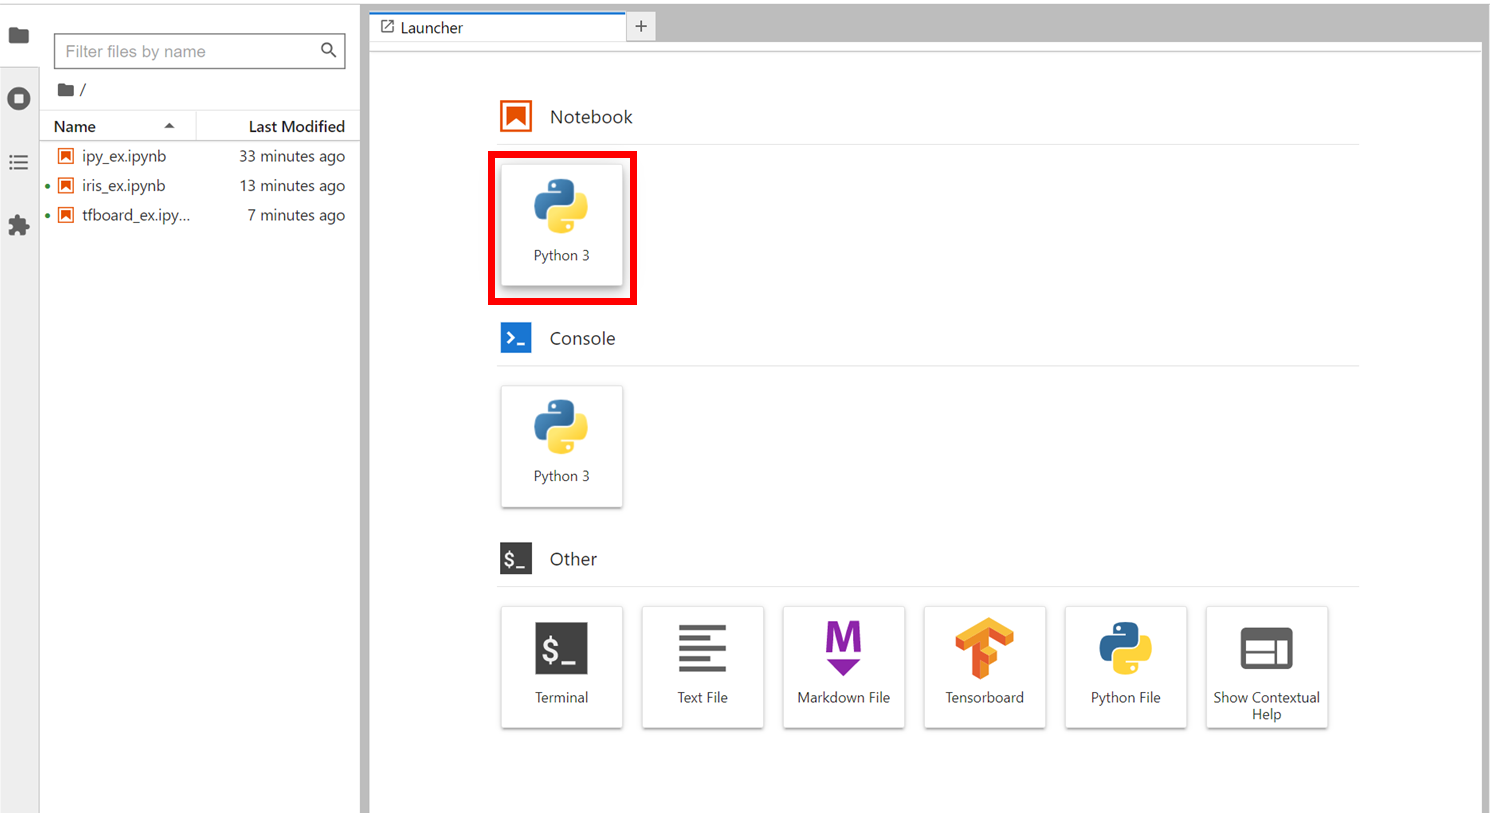 Filter files by name
/
Name Last Modified
ipy_ex.ipynb 33 minutes ago
iris_ex.ipynb 13 minutes ago
tfboard_ex.ipy... 7 minutes ago
Launcher +
Notebook
Python 3
>_ Console
Python 3
$_ Other
$_
Terminal
Text File
M
Markdown File
Tensorboard
Python File
Show Contextual
Help